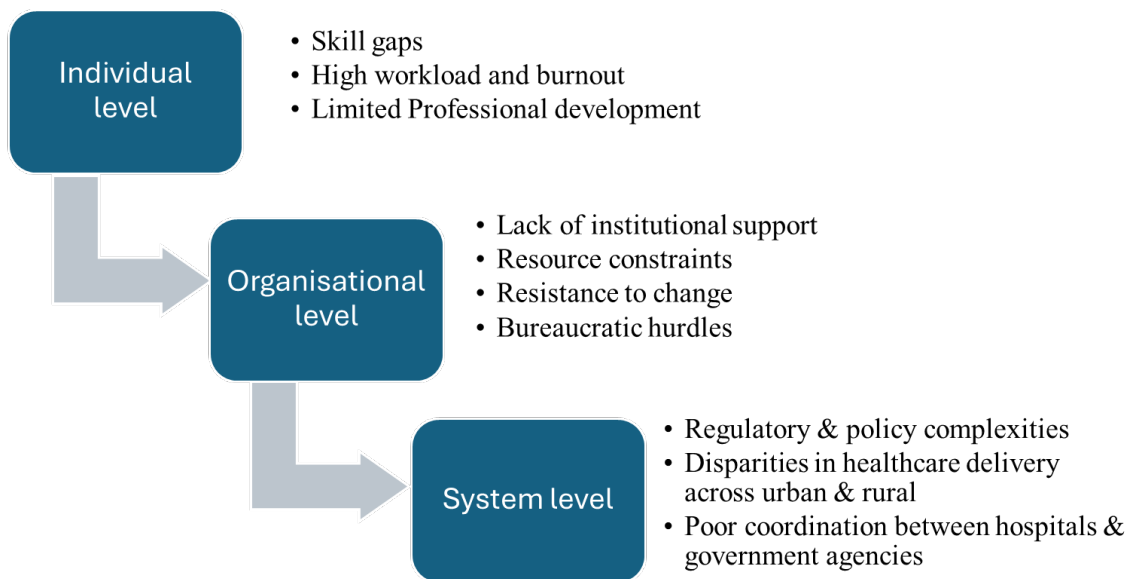 Individual
level
• Skill gaps
• High workload and burnout
• Limited Professional development
Organisational
level
• Lack of institutional support
• Resource constraints
• Resistance to change
• Bureaucratic hurdles
System level
• Regulatory & policy complexities
• Disparities in healthcare delivery
across urban & rural
• Poor coordination between hospitals &
government agencies